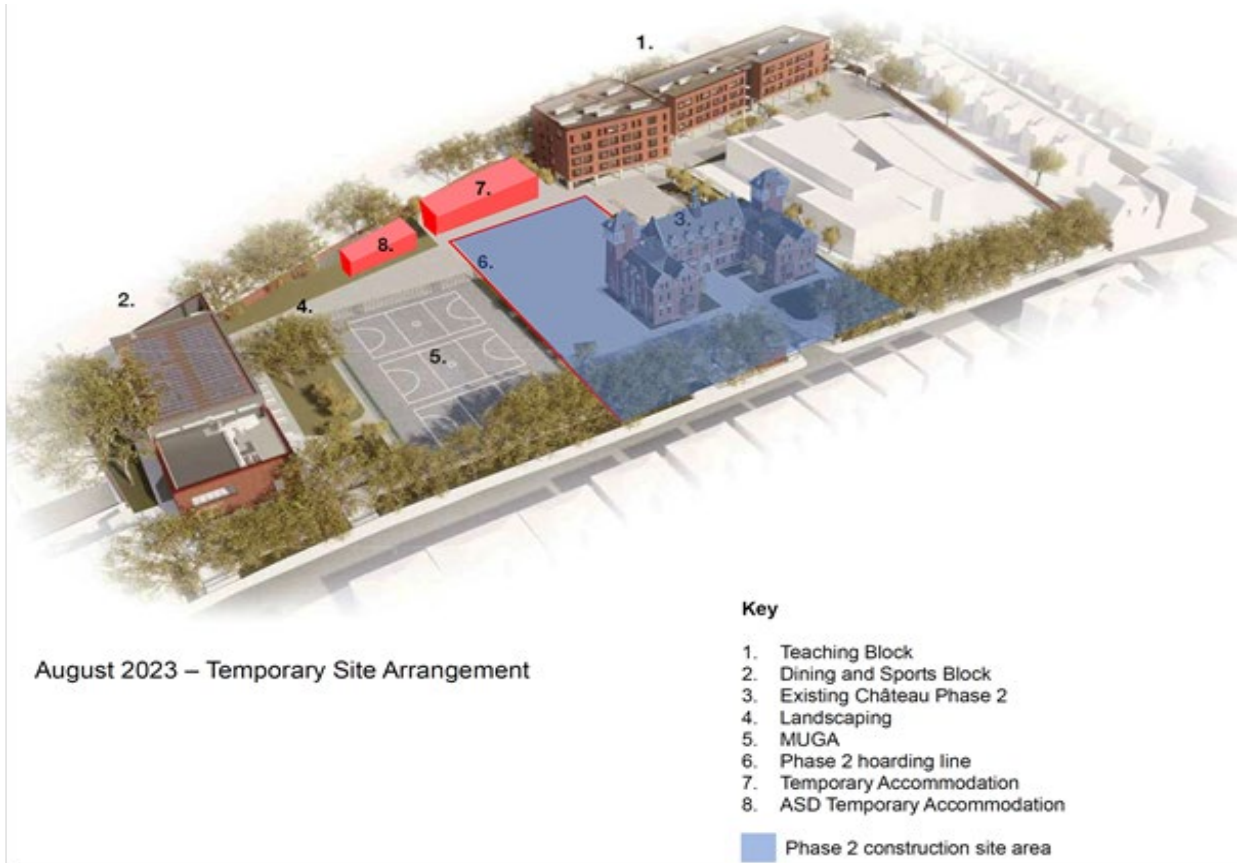 1.
7.
3.
8.
6.
2.
4.
5.
August 2023 – Temporary Site Arrangement
Key
1. Teaching Block
2. Dining and Sports Block
3. Existing Château Phase 2
4. Landscaping
5. MUGA
6. Phase 2 hoarding line
7. Temporary Accommodation
8. ASD Temporary Accommodation
Phase 2 construction site area